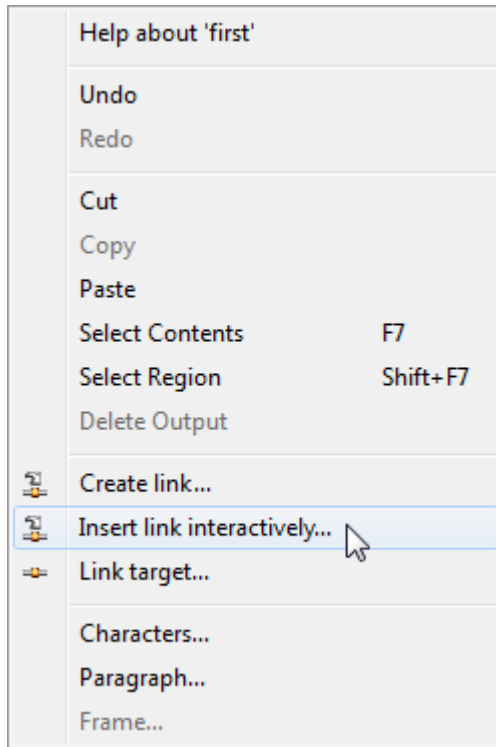 Help about 'first'
Undo
Redo
Cut
Copy
Paste
Select Contents F7
Select Region Shift+F7
Delete Output
Create link...
Insert link interactively...
Link target...
Characters...
Paragraph...
Frame...